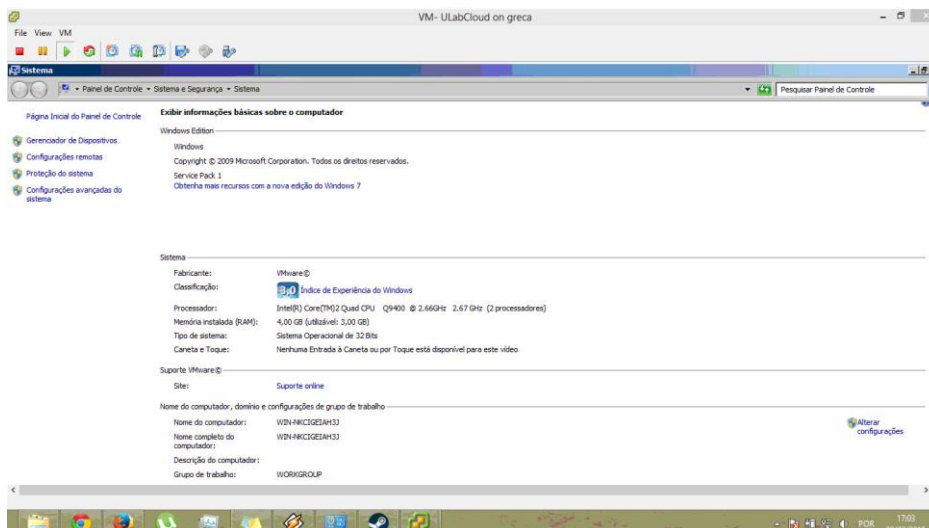 VM- ULabCloud on greca
File View VM
Sistema
Painel de Controle Sistema e Segurança Sistema
Pesquisar Painel de Controle
Página Inicial do Painel de Controle
Gerenciador de Dispositivos
Configurações remotas
Proteção do sistema
Configurações avançadas do
sistema
Exibir informações básicas sobre o computador
Windows Edition
Windows
Copyright © 2009 Microsoft Corporation. Todos os direitos reservados.
Service Pack 1
Obtenha mais recursos com a nova edição do Windows 7
Sistema
Fabricante: VMware©
Classificação: 3,0 Índice de Experiência do Windows
Processador: Intel(R) Core(TM)2 Quad CPU Q9400 @ 2.66GHz 2.67 GHz (2 processadores)
Memória instalada (RAM): 4,00 GB (utilizável: 3,00 GB)
Tipo de sistema: Sistema Operacional de 32 Bits
Caneta e Toque: Nenhuma Entrada à Caneta ou por Toque está disponível para este vídeo
Suporte VMware©
Site: Suporte online
Nome do computador, domínio e configurações de grupo de trabalho
Nome do computador: WIN-NKCIGEIAH3J
Alterar
configurações
Nome completo do
computador: WIN-NKCIGEIAH3J
Descrição do computador:
Grupo de trabalho: WORKGROUP
POR
17:03